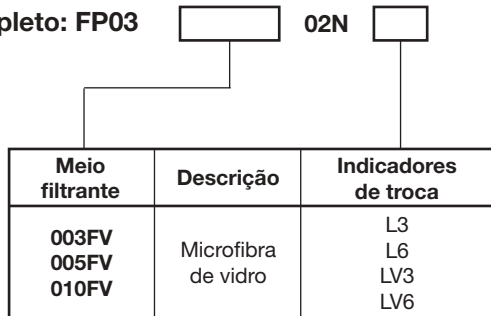 pleto: FP03 02N
Meio filtrante Descrição Indicadores de troca
003FV
005FV
010FV
Microfibra de vidro
L3
L6
LV3
LV6